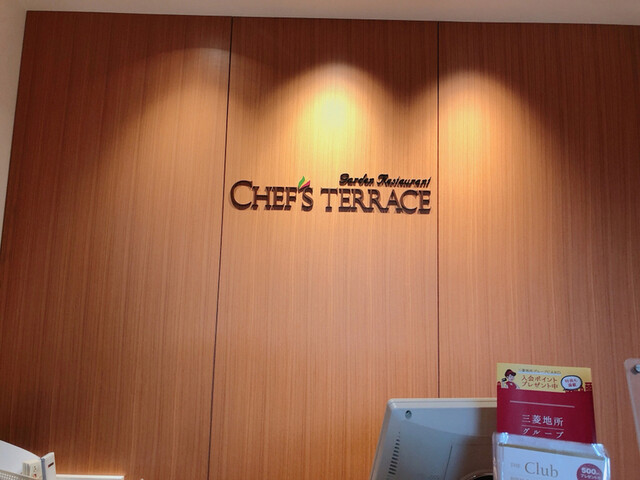 Garden Restaurant
CHEF'S TERRACE
入会ポイント
プレゼント中
三菱地所
グループ
THE Club
500